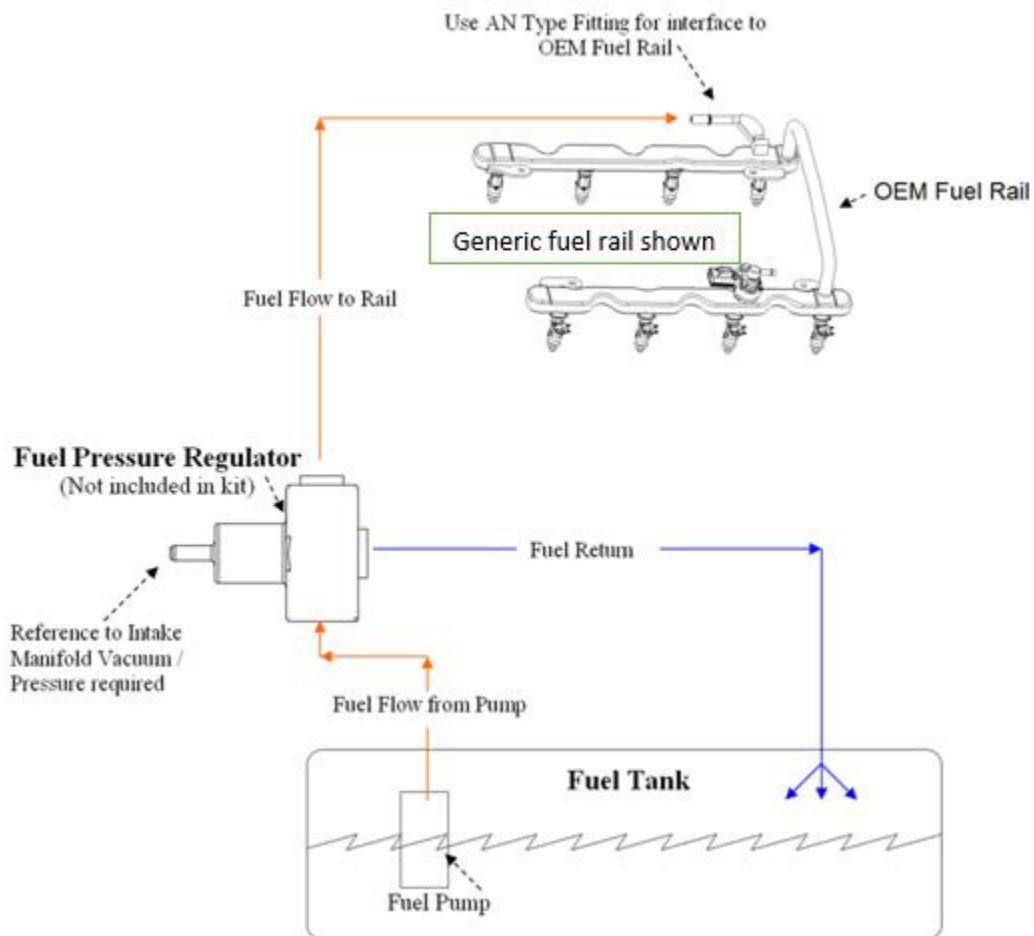 Use AN Type Fitting for interface to
OEM Fuel Rail
OEM Fuel Rail
Generic fuel rail shown
Fuel Flow to Rail
Fuel Pressure Regulator
(Not included in kit)
Fuel Return
Reference to Intake
Manifold Vacuum /
Pressure required
Fuel Flow from Pump
Fuel Tank
Fuel Pump